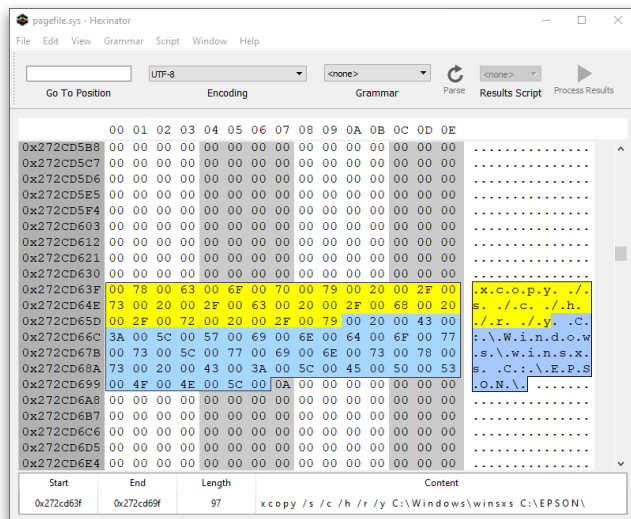 pagefile.sys - Hexinator
File Edit View Grammar Script Window Help
UTF-8 <none> <none>
Go To Position Encoding Grammar Parse Results Script Process Results
00 01 02 03 04 05 06 07 08 09 0A 0B 0C 0D 0E
0x272CD5B8 00 00 00 00 00 00 00 00 00 00 00 00 00 00 00 ...............
0x272CD5C7 00 00 00 00 00 00 00 00 00 00 00 00 00 00 00 ...............
0x272CD5D6 00 00 00 00 00 00 00 00 00 00 00 00 00 00 00 ...............
0x272CD5E5 00 00 00 00 00 00 00 00 00 00 00 00 00 00 00 ...............
0x272CD5F4 00 00 00 00 00 00 00 00 00 00 00 00 00 00 00 ...............
0x272CD603 00 00 00 00 00 00 00 00 00 00 00 00 00 00 00 ...............
0x272CD612 00 00 00 00 00 00 00 00 00 00 00 00 00 00 00 ...............
0x272CD621 00 00 00 00 00 00 00 00 00 00 00 00 00 00 00 ...............
0x272CD630 00 00 00 00 00 00 00 00 00 00 00 00 00 00 00 ...............
0x272CD63F 00 78 00 63 00 6F 00 70 00 79 00 20 00 2F 00 .x.c.o.p.y. ./.
0x272CD64E 73 00 20 00 2F 00 63 00 20 00 2F 00 68 00 20 s. ./.c. ./.h.
0x272CD65D 00 2F 00 72 00 20 00 2F 00 79 00 20 00 43 00 ./.r. ./.y. .C.
0x272CD66C 3A 00 5C 00 57 00 69 00 6E 00 64 00 6F 00 77 :.\.W.i.n.d.o.w
0x272CD67B 00 73 00 5C 00 77 00 69 00 6E 00 73 00 78 00 .s.\.w.i.n.s.x.
0x272CD68A 73 00 20 00 43 00 3A 00 5C 00 45 00 50 00 53 s. .C.:.\.E.P.S
0x272CD699 00 4F 00 4E 00 5C 00 0A 00 00 00 00 00 00 00 .O.N.\.........
0x272CD6A8 00 00 00 00 00 00 00 00 00 00 00 00 00 00 00 ...............
0x272CD6B7 00 00 00 00 00 00 00 00 00 00 00 00 00 00 00 ...............
0x272CD6C6 00 00 00 00 00 00 00 00 00 00 00 00 00 00 00 ...............
0x272CD6D5 00 00 00 00 00 00 00 00 00 00 00 00 00 00 00 ...............
0x272CD6E4 00 00 00 00 00 00 00 00 00 00 00 00 00 00 00 ...............
Start End Length Content
0x272cd63f 0x272cd69f 97 xcopy /s /c /h /r /y C:\Windows\winsxs C:\EPSON\